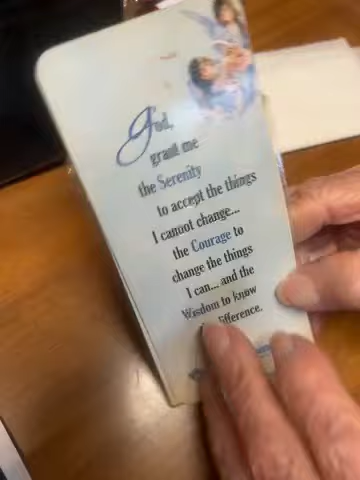 God,
grant me
the Serenity
to accept the things
I cannot change...
the Courage to
change the things
I can... and the
Wisdom to know
difference.